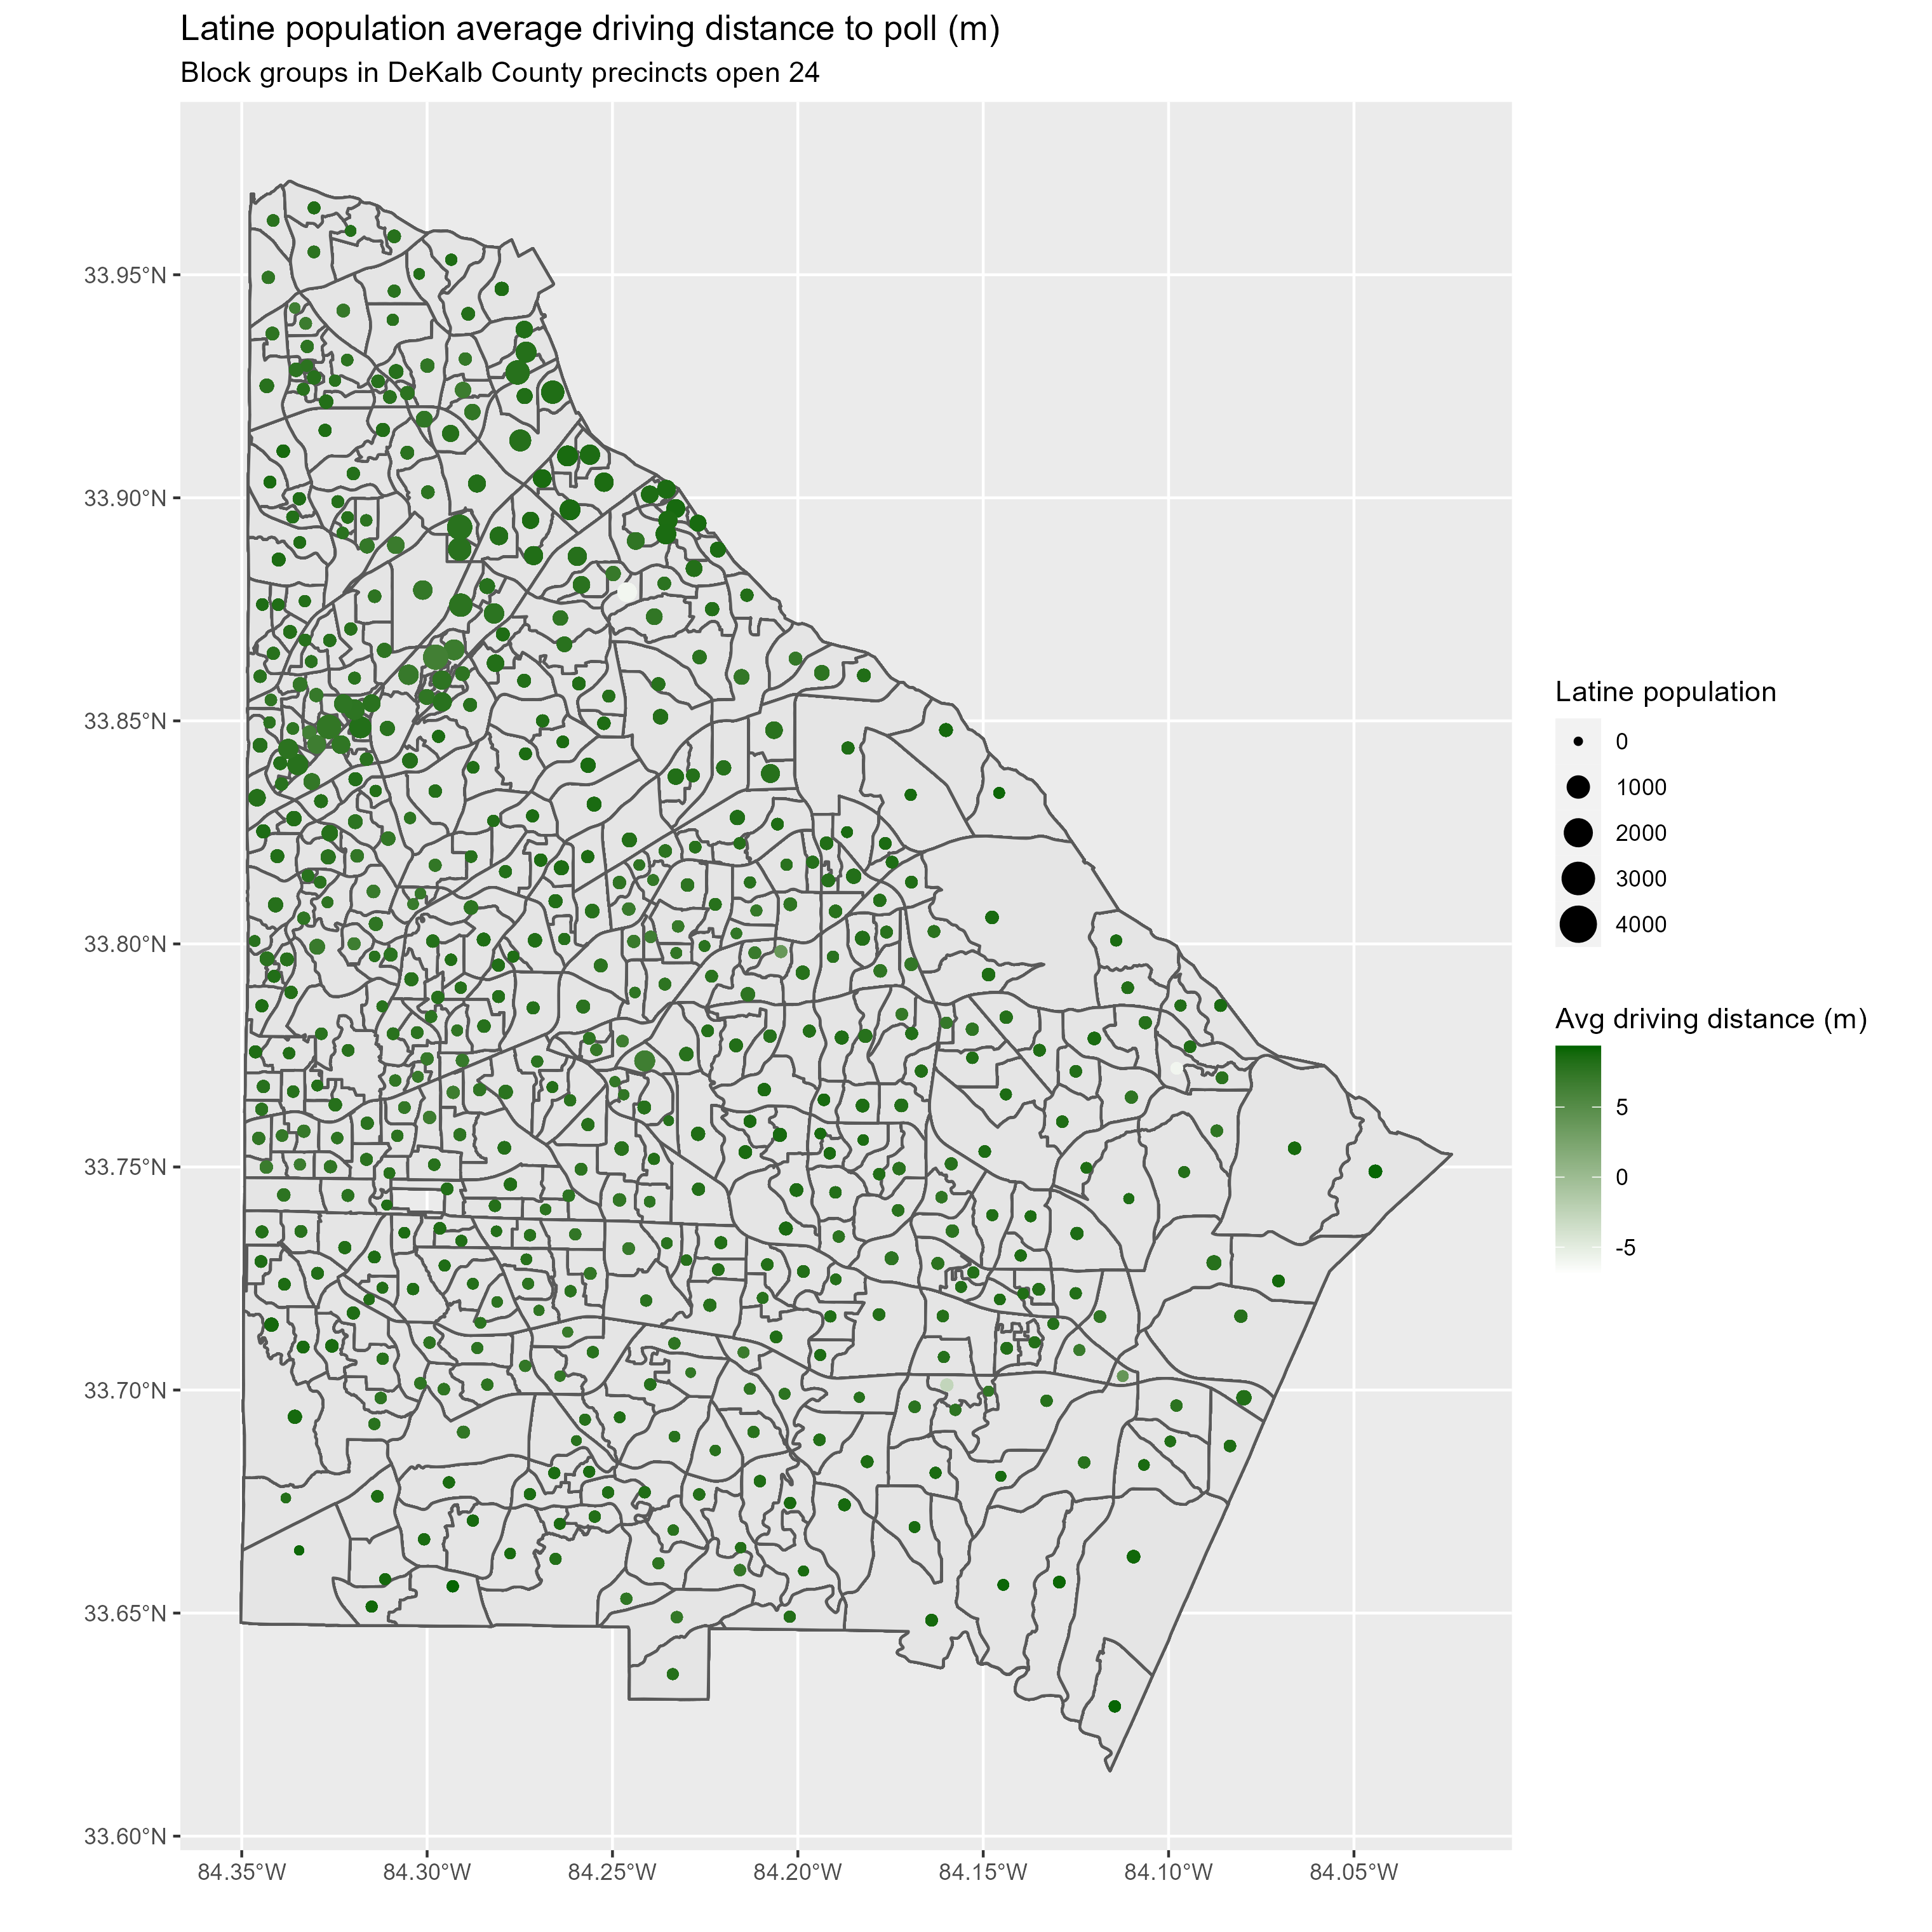 Latine population average driving distance to poll (m)
Block groups in DeKalb County precincts open 24
33.95°N
33.90°N
33.85°N
33.80°N
33.75°N
33.70°N
33.65°N
33.60°N
84.35°W
84.30°W
84.25°W
84.20°W
84.15°W
84.10°W
84.05°W
Latine population
0
1000
2000
3000
4000
Avg driving distance (m)
5
0
-5